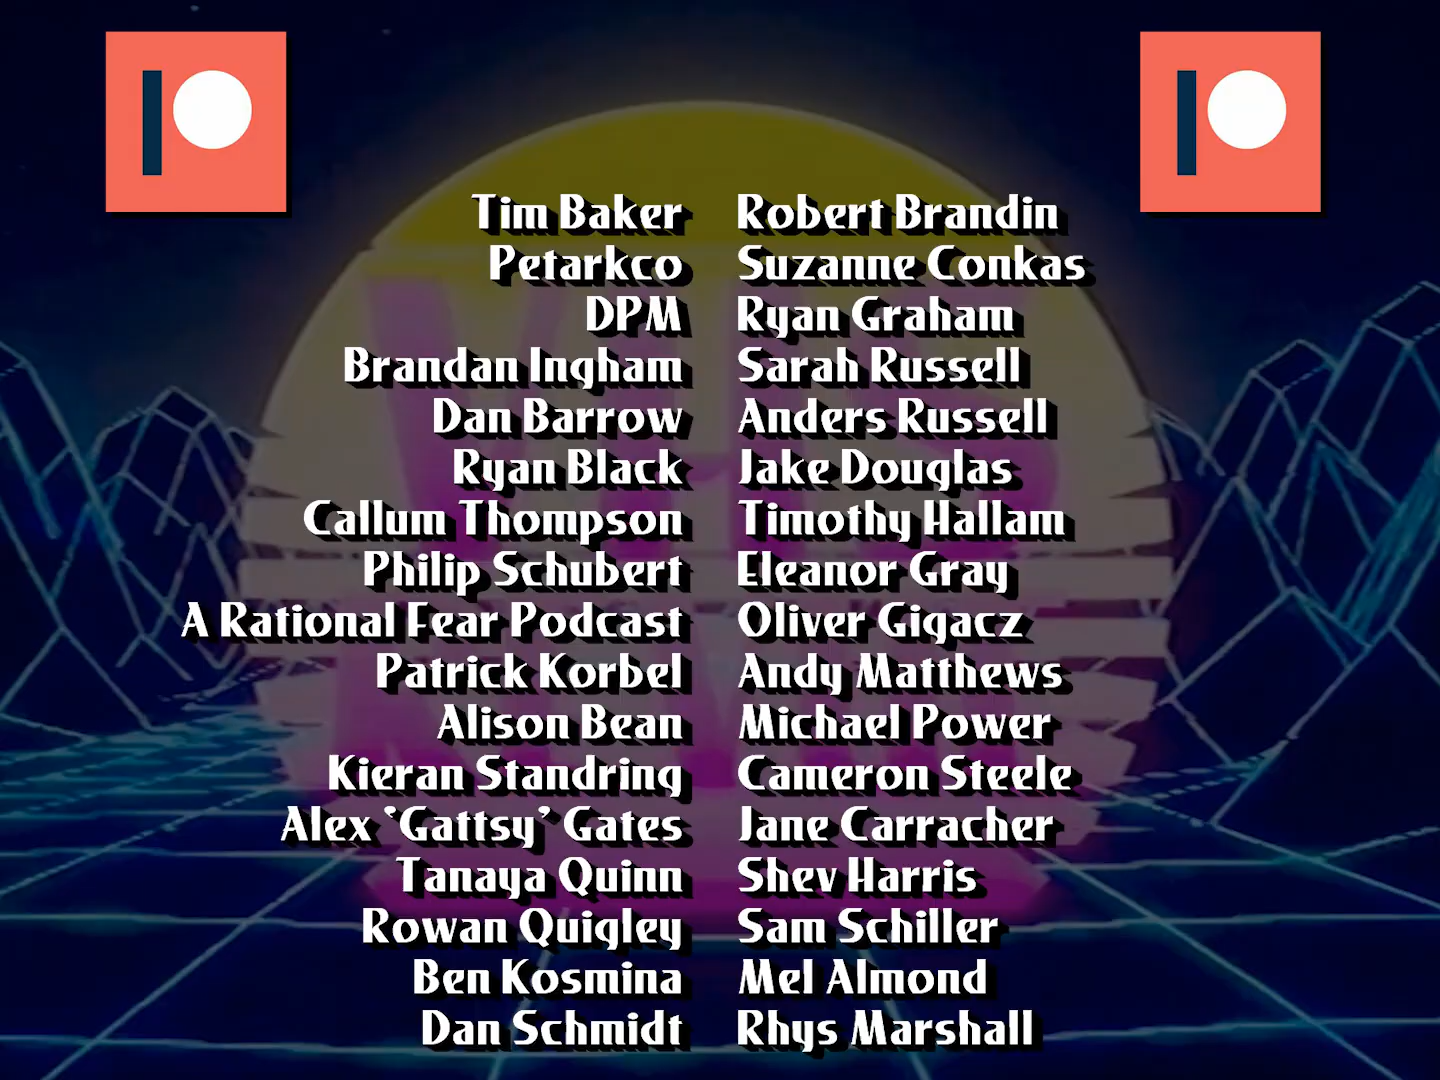 Tim Baker Robert Brandin
Petarkco Suzanne Conkas
DPM Ryan Graham
Brandan Ingham Sarah Russell
Dan Barrow Anders Russell
Ryan Black Jake Douglas
Callum Thompson Timothy Hallam
Philip Schubert Eleanor Gray
A Rational Fear Podcast Oliver Gigacz
Patrick Korbel Andy Matthews
Alison Bean Michael Power
Kieran Standring Cameron Steele
Alex ‘Gattsy’ Gates Jane Carracher
Tanaya Quinn Shev Harris
Rowan Quigley Sam Schiller
Ben Kosmina Mel Almond
Dan Schmidt Rhys Marshall